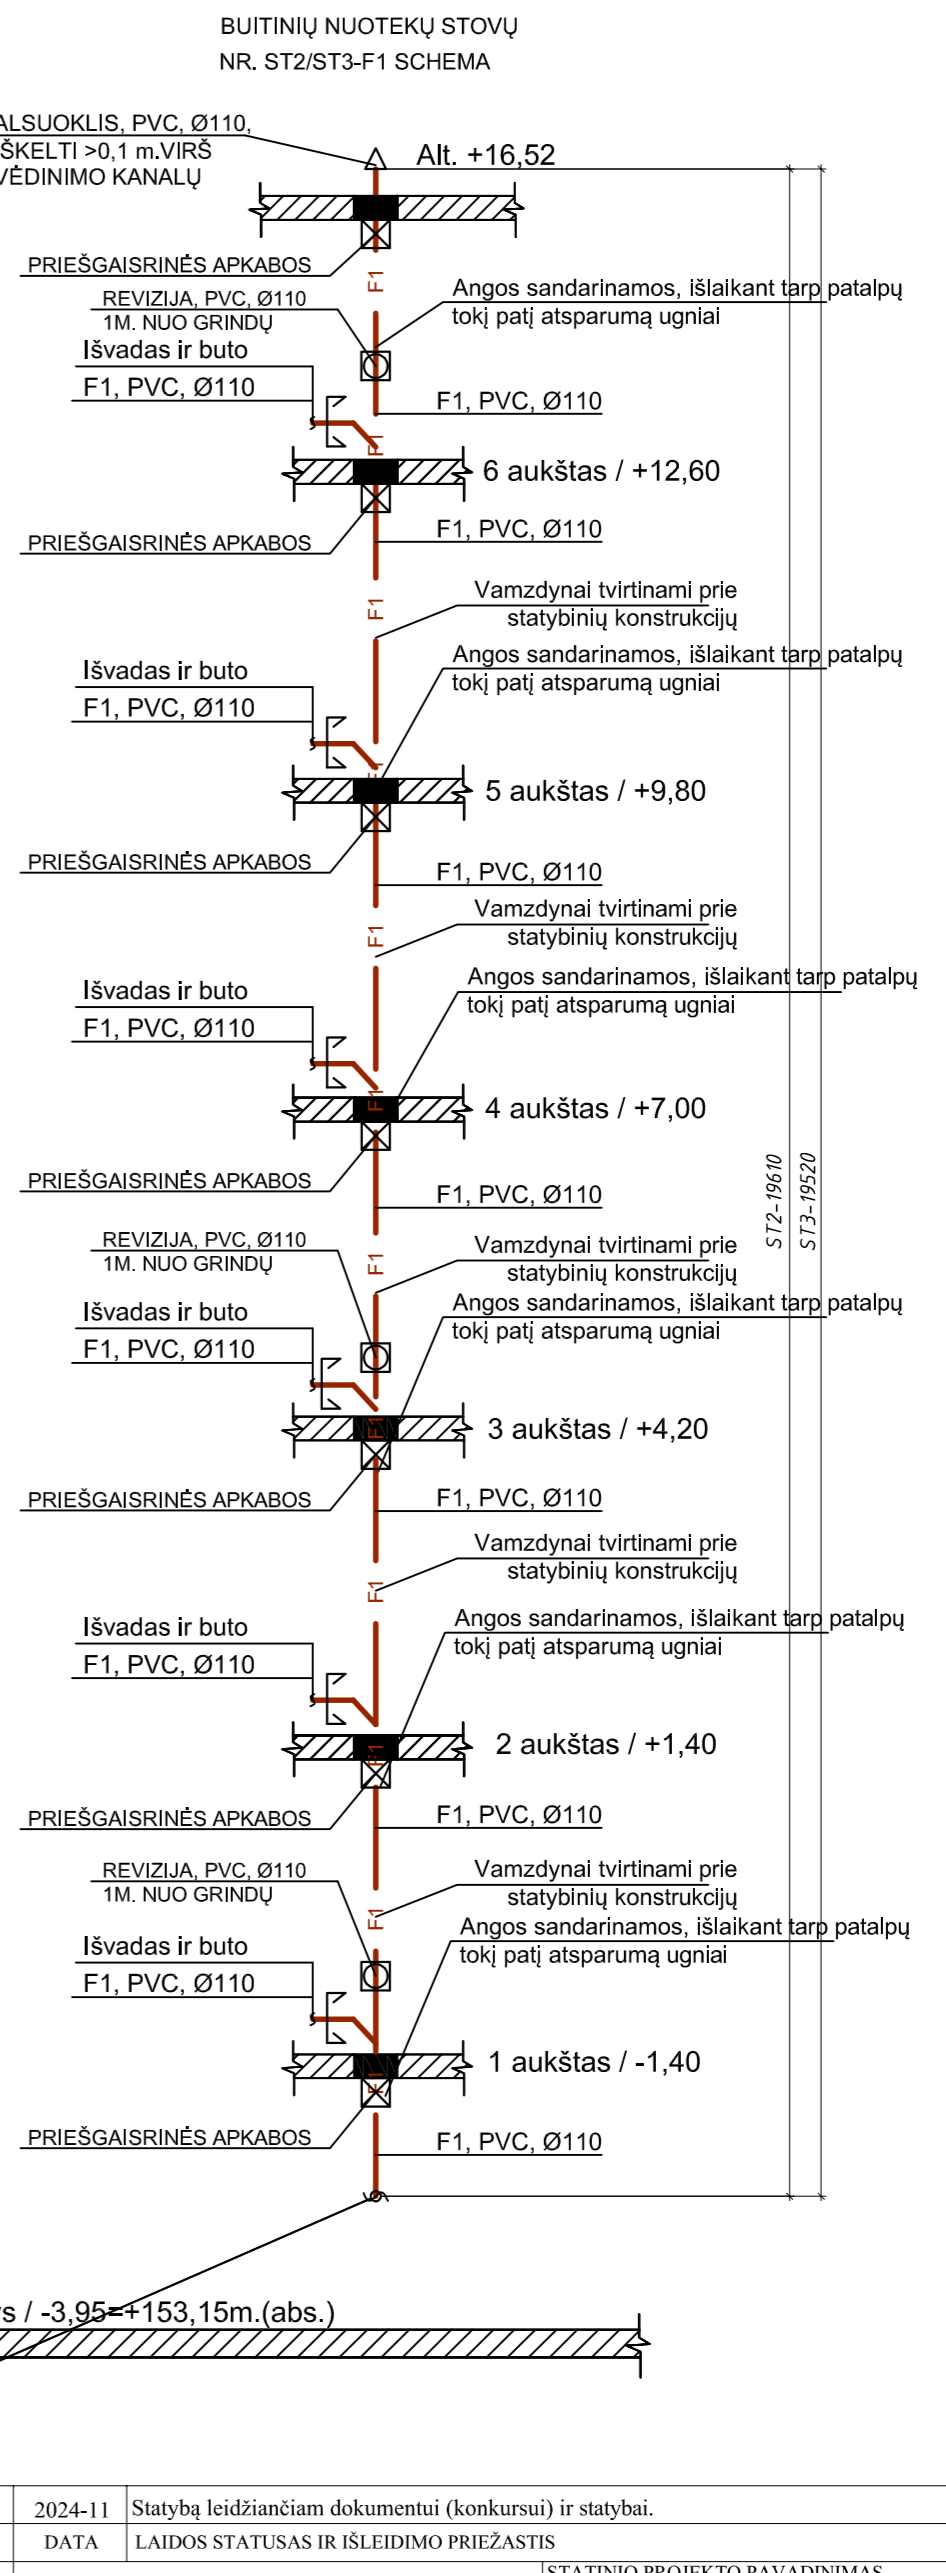 BUITINIŲ NUOTEKŲ STOVŲ
NR. ST2/ST3-F1 SCHEMA
ALSUOKLIS, PVC, Ø110,
ŠKELTI >0,1 m.VIRŠ
VĖDINIMO KANALŲ
Alt. +16,52
PRIEŠGAISRINĖS APKABOS
F1
REVIZIJA, PVC, Ø110
1M. NUO GRINDŲ
Angos sandarinamos, išlaikant tarp patalpų
tokį patį atsparumą ugniai
Išvadas ir buto
F1, PVC, Ø110
F1, PVC, Ø110
F1
6 aukštas / +12,60
PRIEŠGAISRINĖS APKABOS
F1, PVC, Ø110
F1
Vamzdynai tvirtinami prie
statybinių konstrukcijų
Angos sandarinamos, išlaikant tarp patalpų
tokį patį atsparumą ugniai
Išvadas ir buto
F1, PVC, Ø110
F1
5 aukštas / +9,80
PRIEŠGAISRINĖS APKABOS
F1, PVC, Ø110
Vamzdynai tvirtinami prie
statybinių konstrukcijų
F1
Angos sandarinamos, išlaikant tarp patalpų
tokį patį atsparumą ugniai
Išvadas ir buto
F1, PVC, Ø110
F1
4 aukštas / +7,00
PRIEŠGAISRINĖS APKABOS
F1, PVC, Ø110
ST2-19610
ST3-19520
REVIZIJA, PVC, Ø110
1M. NUO GRINDŲ
F1
Vamzdynai tvirtinami prie
statybinių konstrukcijų
Angos sandarinamos, išlaikant tarp patalpų
tokį patį atsparumą ugniai
Išvadas ir buto
F1, PVC, Ø110
F1
3 aukštas / +4,20
PRIEŠGAISRINĖS APKABOS
F1, PVC, Ø110
Vamzdynai tvirtinami prie
statybinių konstrukcijų
F1
Angos sandarinamos, išlaikant tarp patalpų
tokį patį atsparumą ugniai
Išvadas ir buto
F1, PVC, Ø110
F1
2 aukštas / +1,40
PRIEŠGAISRINĖS APKABOS
F1, PVC, Ø110
REVIZIJA, PVC, Ø110
1M. NUO GRINDŲ
Vamzdynai tvirtinami prie
statybinių konstrukcijų
F1
Angos sandarinamos, išlaikant tarp patalpų
tokį patį atsparumą ugniai
Išvadas ir buto
F1, PVC, Ø110
1 aukštas / -1,40
F1
PRIEŠGAISRINĖS APKABOS
F1, PVC, Ø110
/ -3,95=+153,15m.(abs.)
2024-11 Statybą leidžiančiam dokumentui (konkursui) ir statybai.
DATA LAIDOS STATUSAS IR IŠLEIDIMO PRIEŽASTIS
STATINIO PROJEKTO PAVADINIMAS